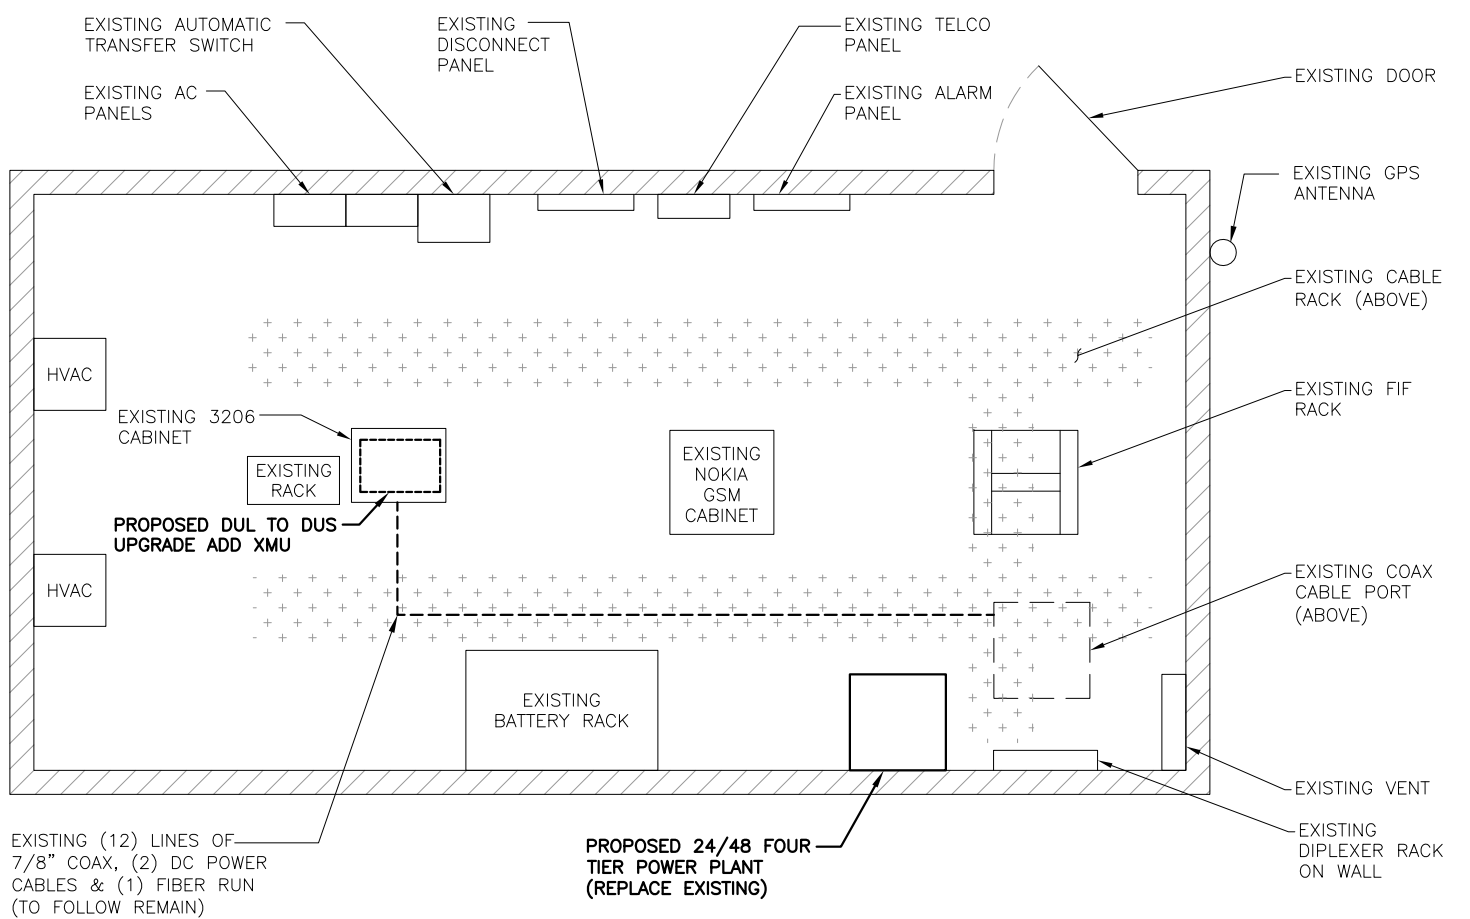 EXISTING AUTOMATIC
TRANSFER SWITCH
EXISTING
DISCONNECT
PANEL
EXISTING TELCO
PANEL
EXISTING DOOR
EXISTING AC
PANELS
EXISTING ALARM
PANEL
EXISTING GPS
ANTENNA
EXISTING CABLE
RACK (ABOVE)
HVAC
EXISTING 3206
CABINET
EXISTING FIF
RACK
EXISTING
RACK
EXISTING
NOKIA
GSM
CABINET
PROPOSED DUL TO DUS
UPGRADE ADD XMU
HVAC
EXISTING COAX
CABLE PORT
(ABOVE)
EXISTING
BATTERY RACK
EXISTING VENT
EXISTING (12) LINES OF
7/8" COAX, (2) DC POWER
CABLES & (1) FIBER RUN
(TO FOLLOW REMAIN)
PROPOSED 24/48 FOUR
TIER POWER PLANT
(REPLACE EXISTING)
EXISTING
DIPLEXER RACK
ON WALL